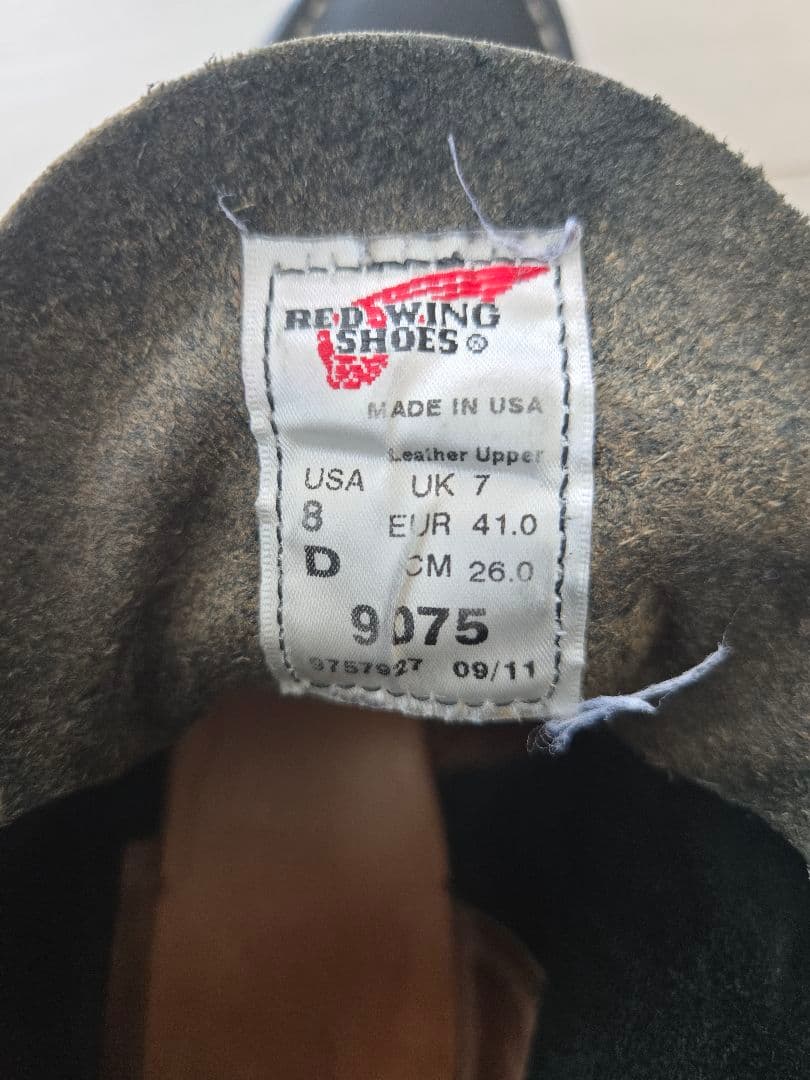 RED WING
SHOES®
MADE IN USA
Leather Upper
USA UK 7
8 EUR 41.0
D CM 26.0
9075
9757927 09/11